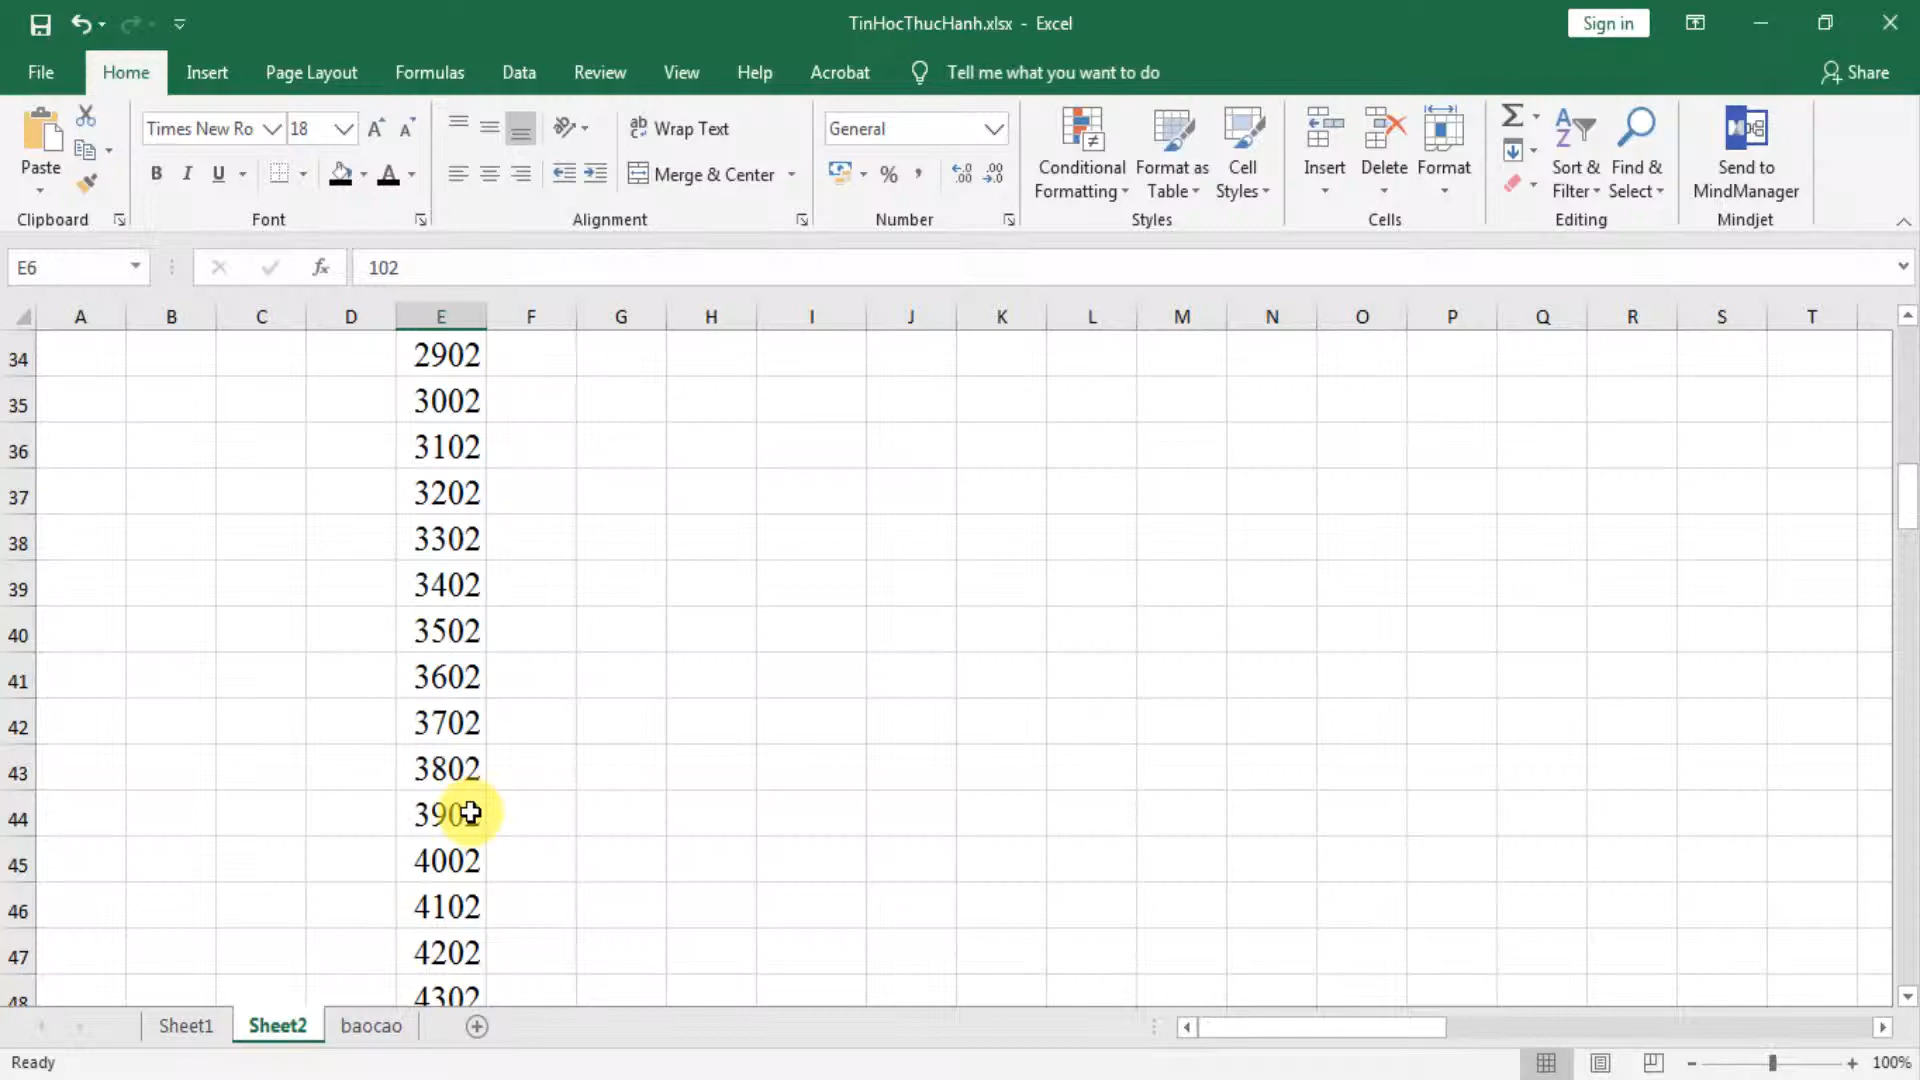 TinHocThucHanh.xlsx - Excel
Sign in
File Home Insert Page Layout Formulas Data Review View Help Acrobat Tell me what you want to do Share
Paste
Clipboard
Times New Ro 18
B I U
Font
Wrap Text
Merge & Center
Alignment
General
% ,
Number
Conditional Formatting
Format as Table
Cell Styles
Styles
Insert Delete Format
Cells
Sort & Filter
Find & Select
Editing
Send to MindManager
Mindjet
E6 fx 102
A B C D E F G H I J K L M N O P Q R S T
34 2902
35 3002
36 3102
37 3202
38 3302
39 3402
40 3502
41 3602
42 3702
43 3802
44 3902
45 4002
46 4102
47 4202
48 4302
Sheet1 Sheet2 baocao
Ready 100%